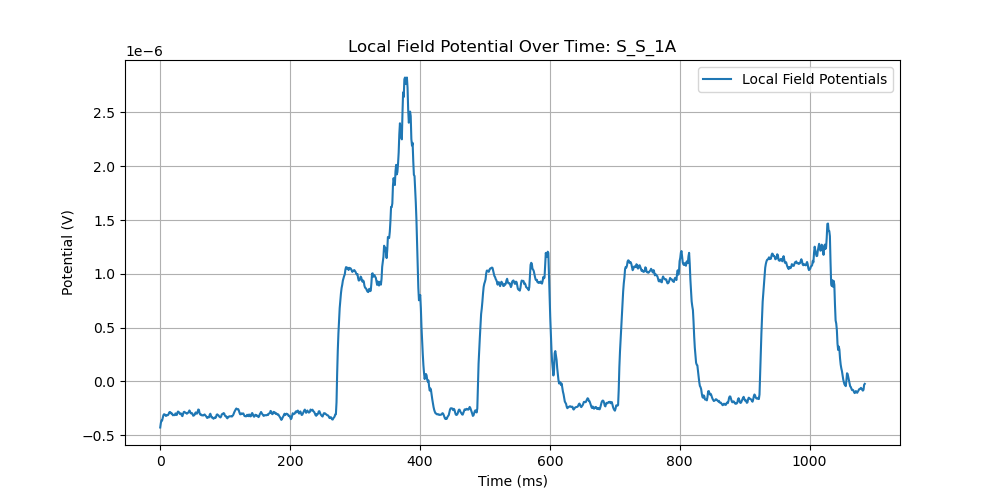 Local Field Potential Over Time: S_S_1A
1e−6
Local Field Potentials
2.5
2.0
1.5
1.0
0.5
0.0
−0.5
Potential (V)
0 200 400 600 800 1000
Time (ms)